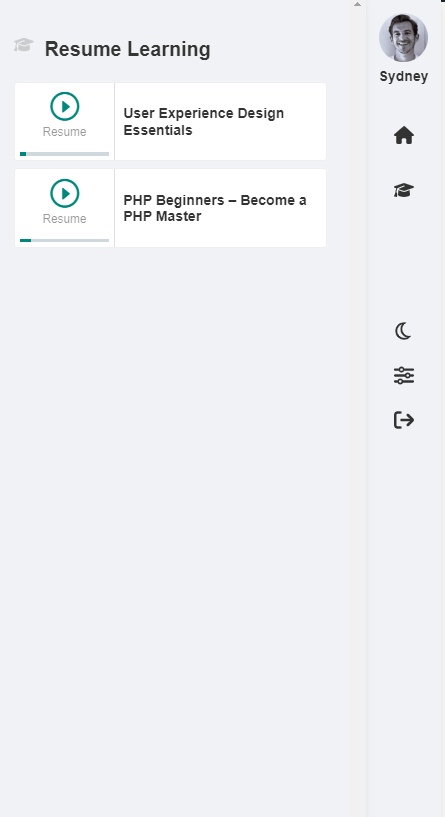 Resume Learning
Sydney
Resume
User Experience Design
Essentials
Resume
PHP Beginners – Become a
PHP Master